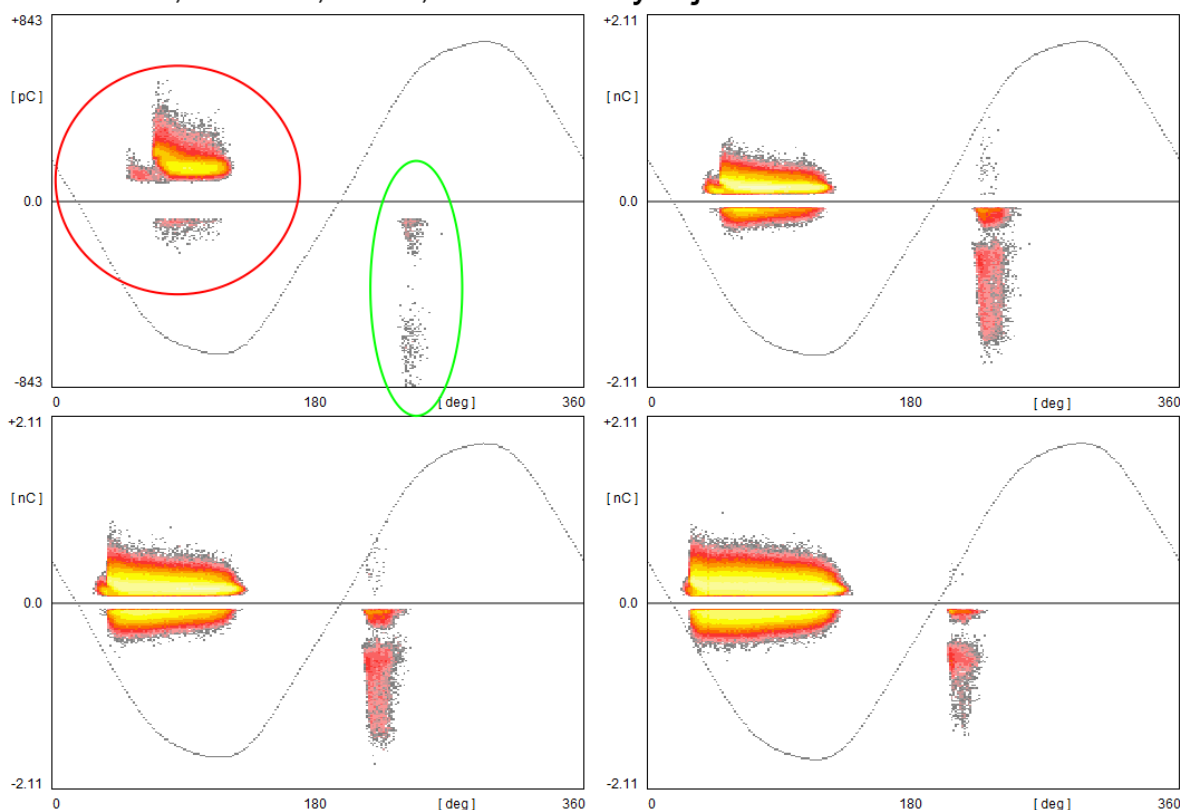 +843 +2.11
[ pC ] [ nC ]
0.0 0.0
-843 -2.11
0 180 [ deg ] 360 0 180 [ deg ] 360
+2.11 +2.11
[ nC ] [ nC ]
0.0 0.0
-2.11 -2.11
0 180 [ deg ] 360 0 180 [ deg ] 360